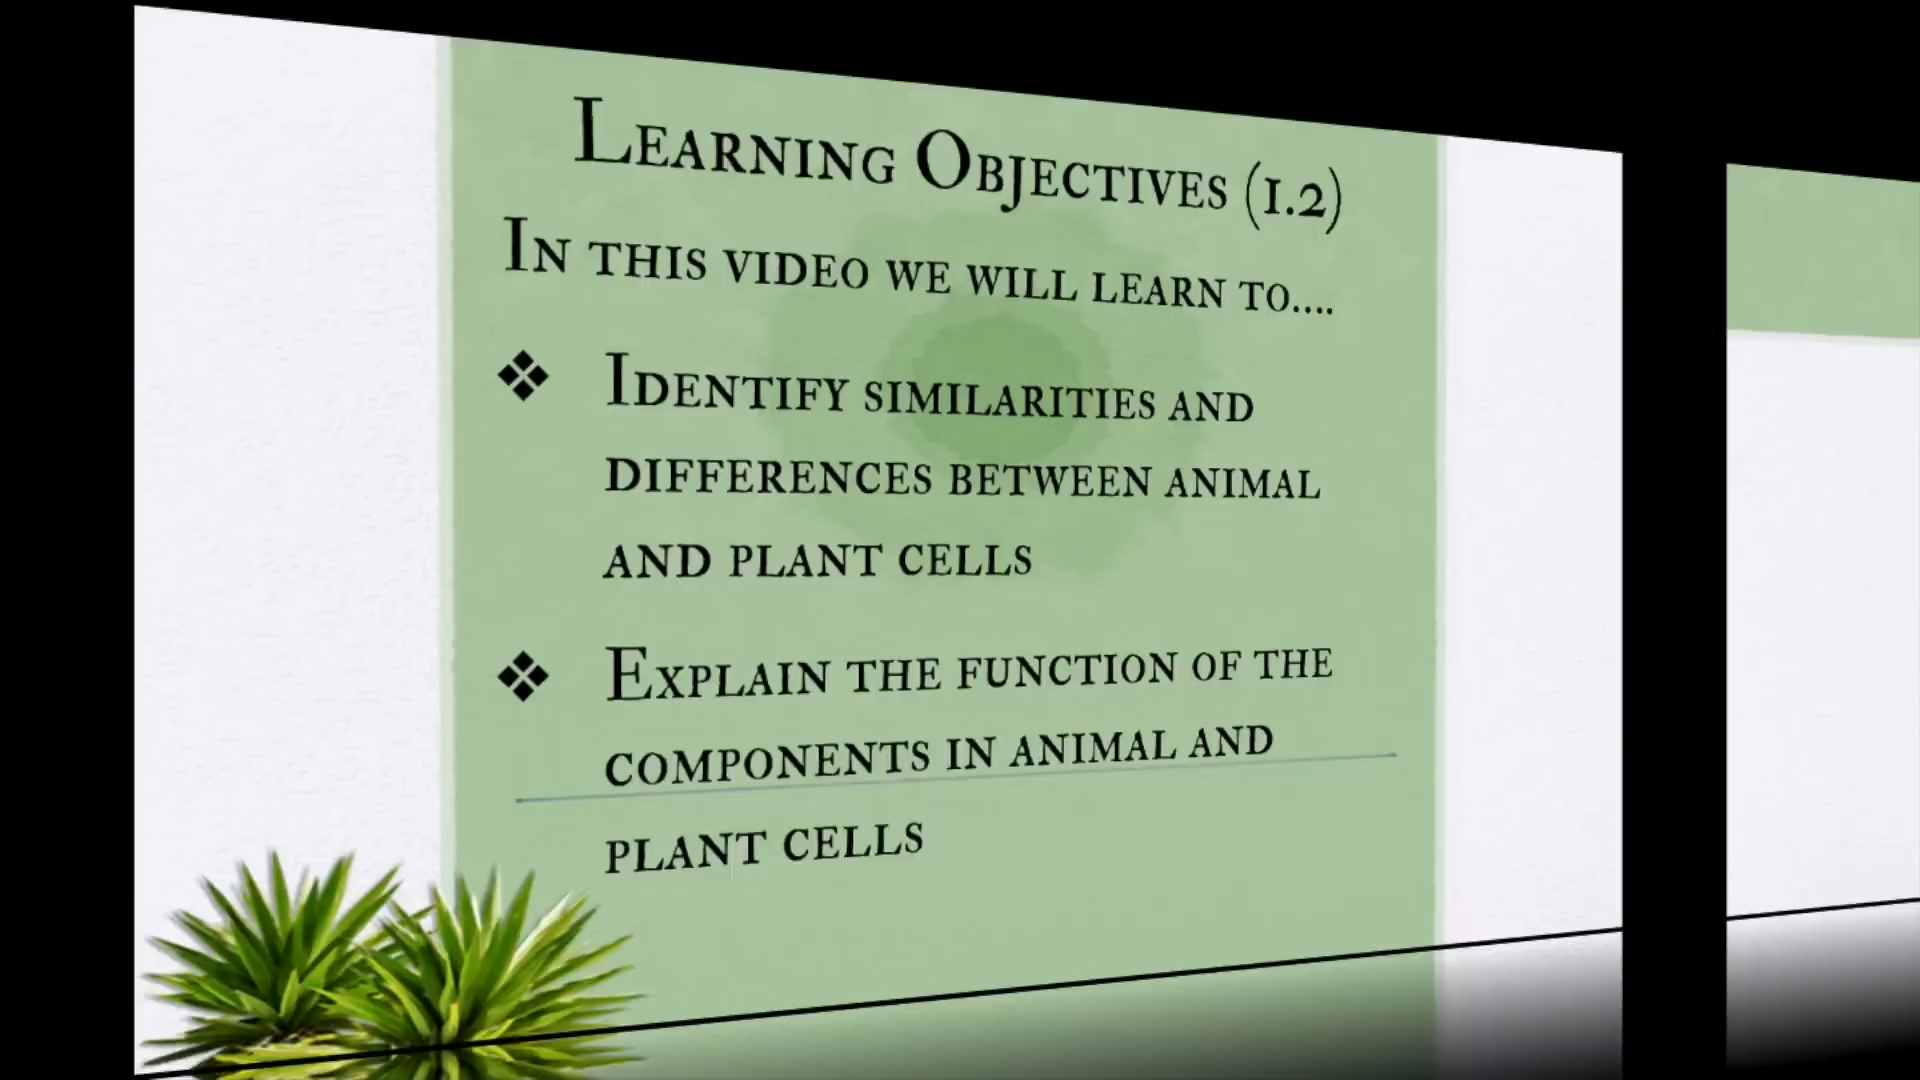 Learning Objectives (1.2)
In this video we will learn to....
❖ Identify similarities and
differences between animal
and plant cells
❖ Explain the function of the
components in animal and
plant cells